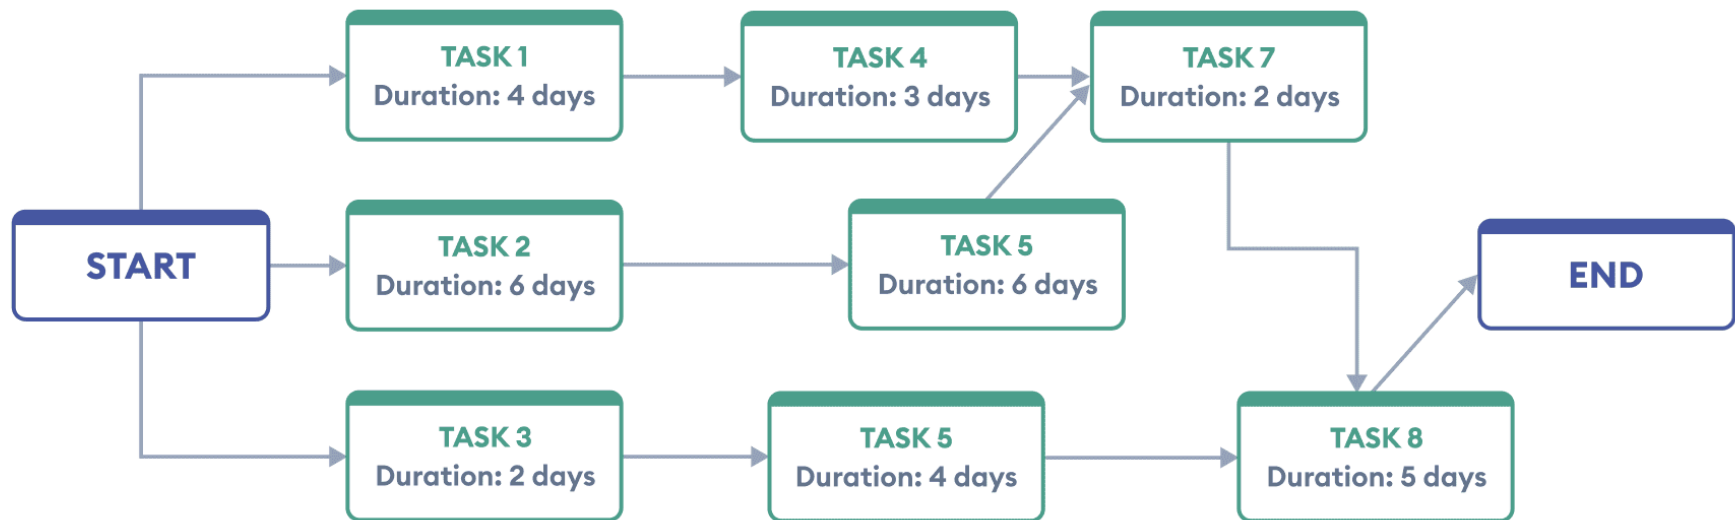 TASK 1
Duration: 4 days
TASK 4
Duration: 3 days
TASK 7
Duration: 2 days
START
TASK 2
Duration: 6 days
TASK 5
Duration: 6 days
END
TASK 3
Duration: 2 days
TASK 5
Duration: 4 days
TASK 8
Duration: 5 days